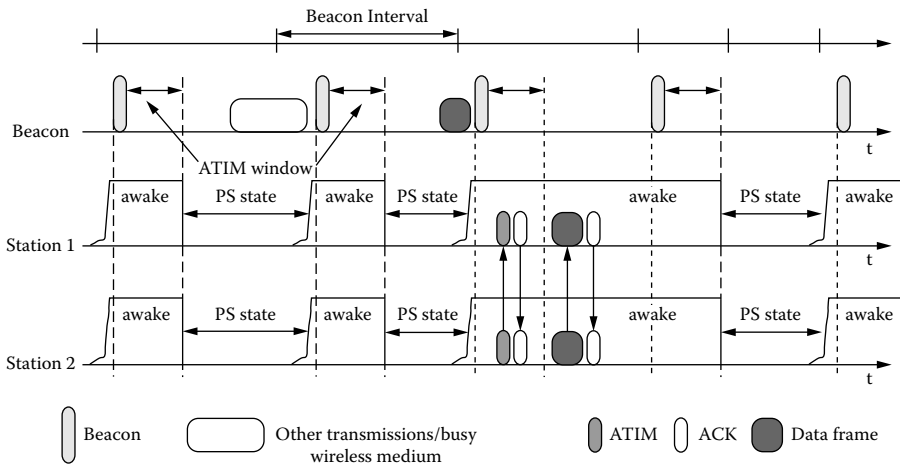 Beacon Interval
Beacon
t
ATIM window
awake PS state awake PS state awake PS state awake
Station 1
t
awake PS state awake PS state awake PS state awake
Station 2
t
Beacon
Other transmissions/busy
wireless medium
ATIM
ACK
Data frame